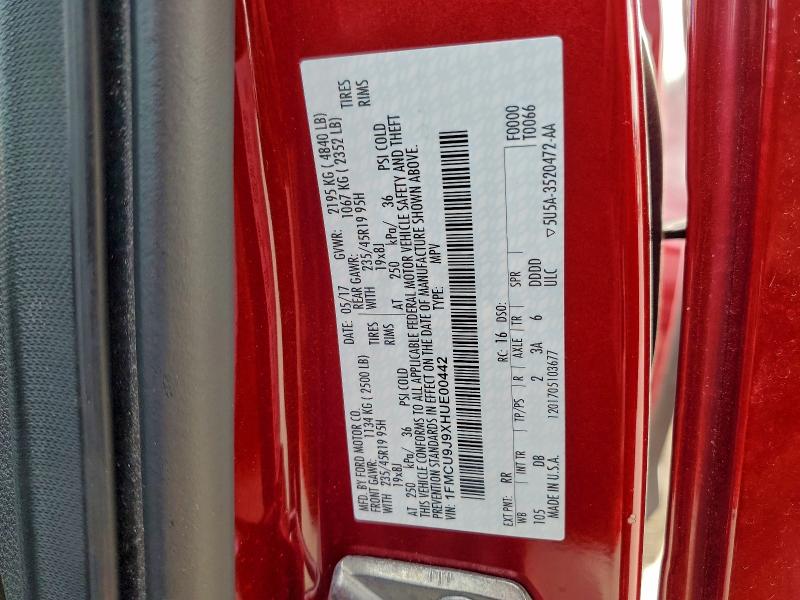 MFD. BY FORD MOTOR CO.
DATE: 05/17 GVWR: 2195 KG ( 4840 LB)
FRONT GAWR: 1134 KG ( 2500 LB) REAR GAWR: 1067 KG ( 2352 LB)
WITH 235/45R19 95H TIRES WITH 235/45R19 95H TIRES
19x8J RIMS 19x8J RIMS
AT 250 kPa/ 36 PSI COLD AT 250 kPa/ 36 PSI COLD
THIS VEHICLE CONFORMS TO ALL APPLICABLE FEDERAL MOTOR VEHICLE SAFETY AND THEFT
PREVENTION STANDARDS IN EFFECT ON THE DATE OF MANUFACTURE SHOWN ABOVE.
VIN: 1FMCU9J9XHUE00442 TYPE: MPV
EXT PNT: RR RC: 16 DSO: F0000
WB INT TR TP/PS R AXLE TR SPR T0066
105 DB 2 3A 6 DDDD
MADE IN U.S.A. 1201705103677 ULC ▽5U5A-3520472-AA